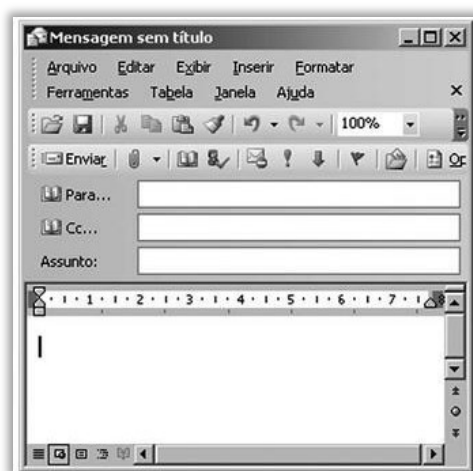 Mensagem sem título
Arquivo Editar Exibir Inserir Formatar
Ferramentas Tabela Janela Ajuda
100%
Enviar
Para...
Cc...
Assunto:
1 2 3 4 5 6 7 8